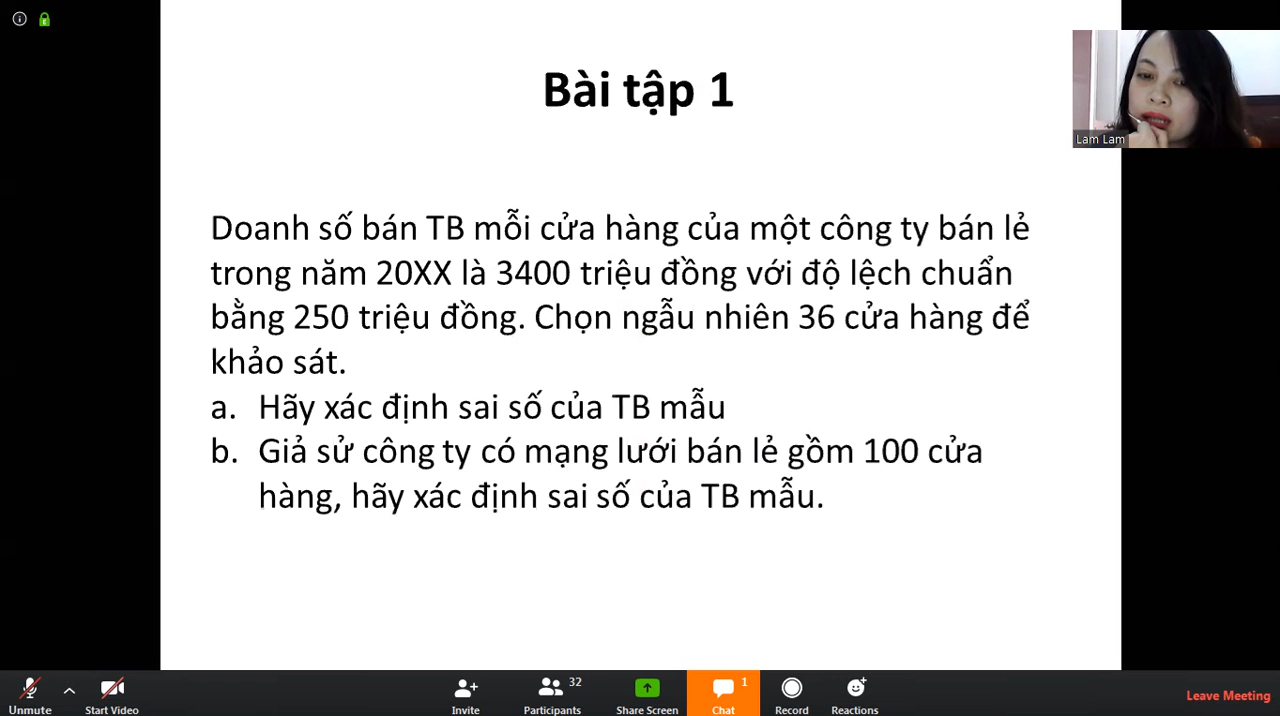 E
Bài tập 1
Lam Lam
Doanh số bán TB mỗi cửa hàng của một công ty bán lẻ
trong năm 20XX là 3400 triệu đồng với độ lệch chuẩn
bằng 250 triệu đồng. Chọn ngẫu nhiên 36 cửa hàng để
khảo sát.
a. Hãy xác định sai số của TB mẫu
b. Giả sử công ty có mạng lưới bán lẻ gồm 100 cửa
hàng, hãy xác định sai số của TB mẫu.
32
1
Unmute
Start Video
Invite
Participants
Share Screen
Chat
Record
Reactions
Leave Meeting